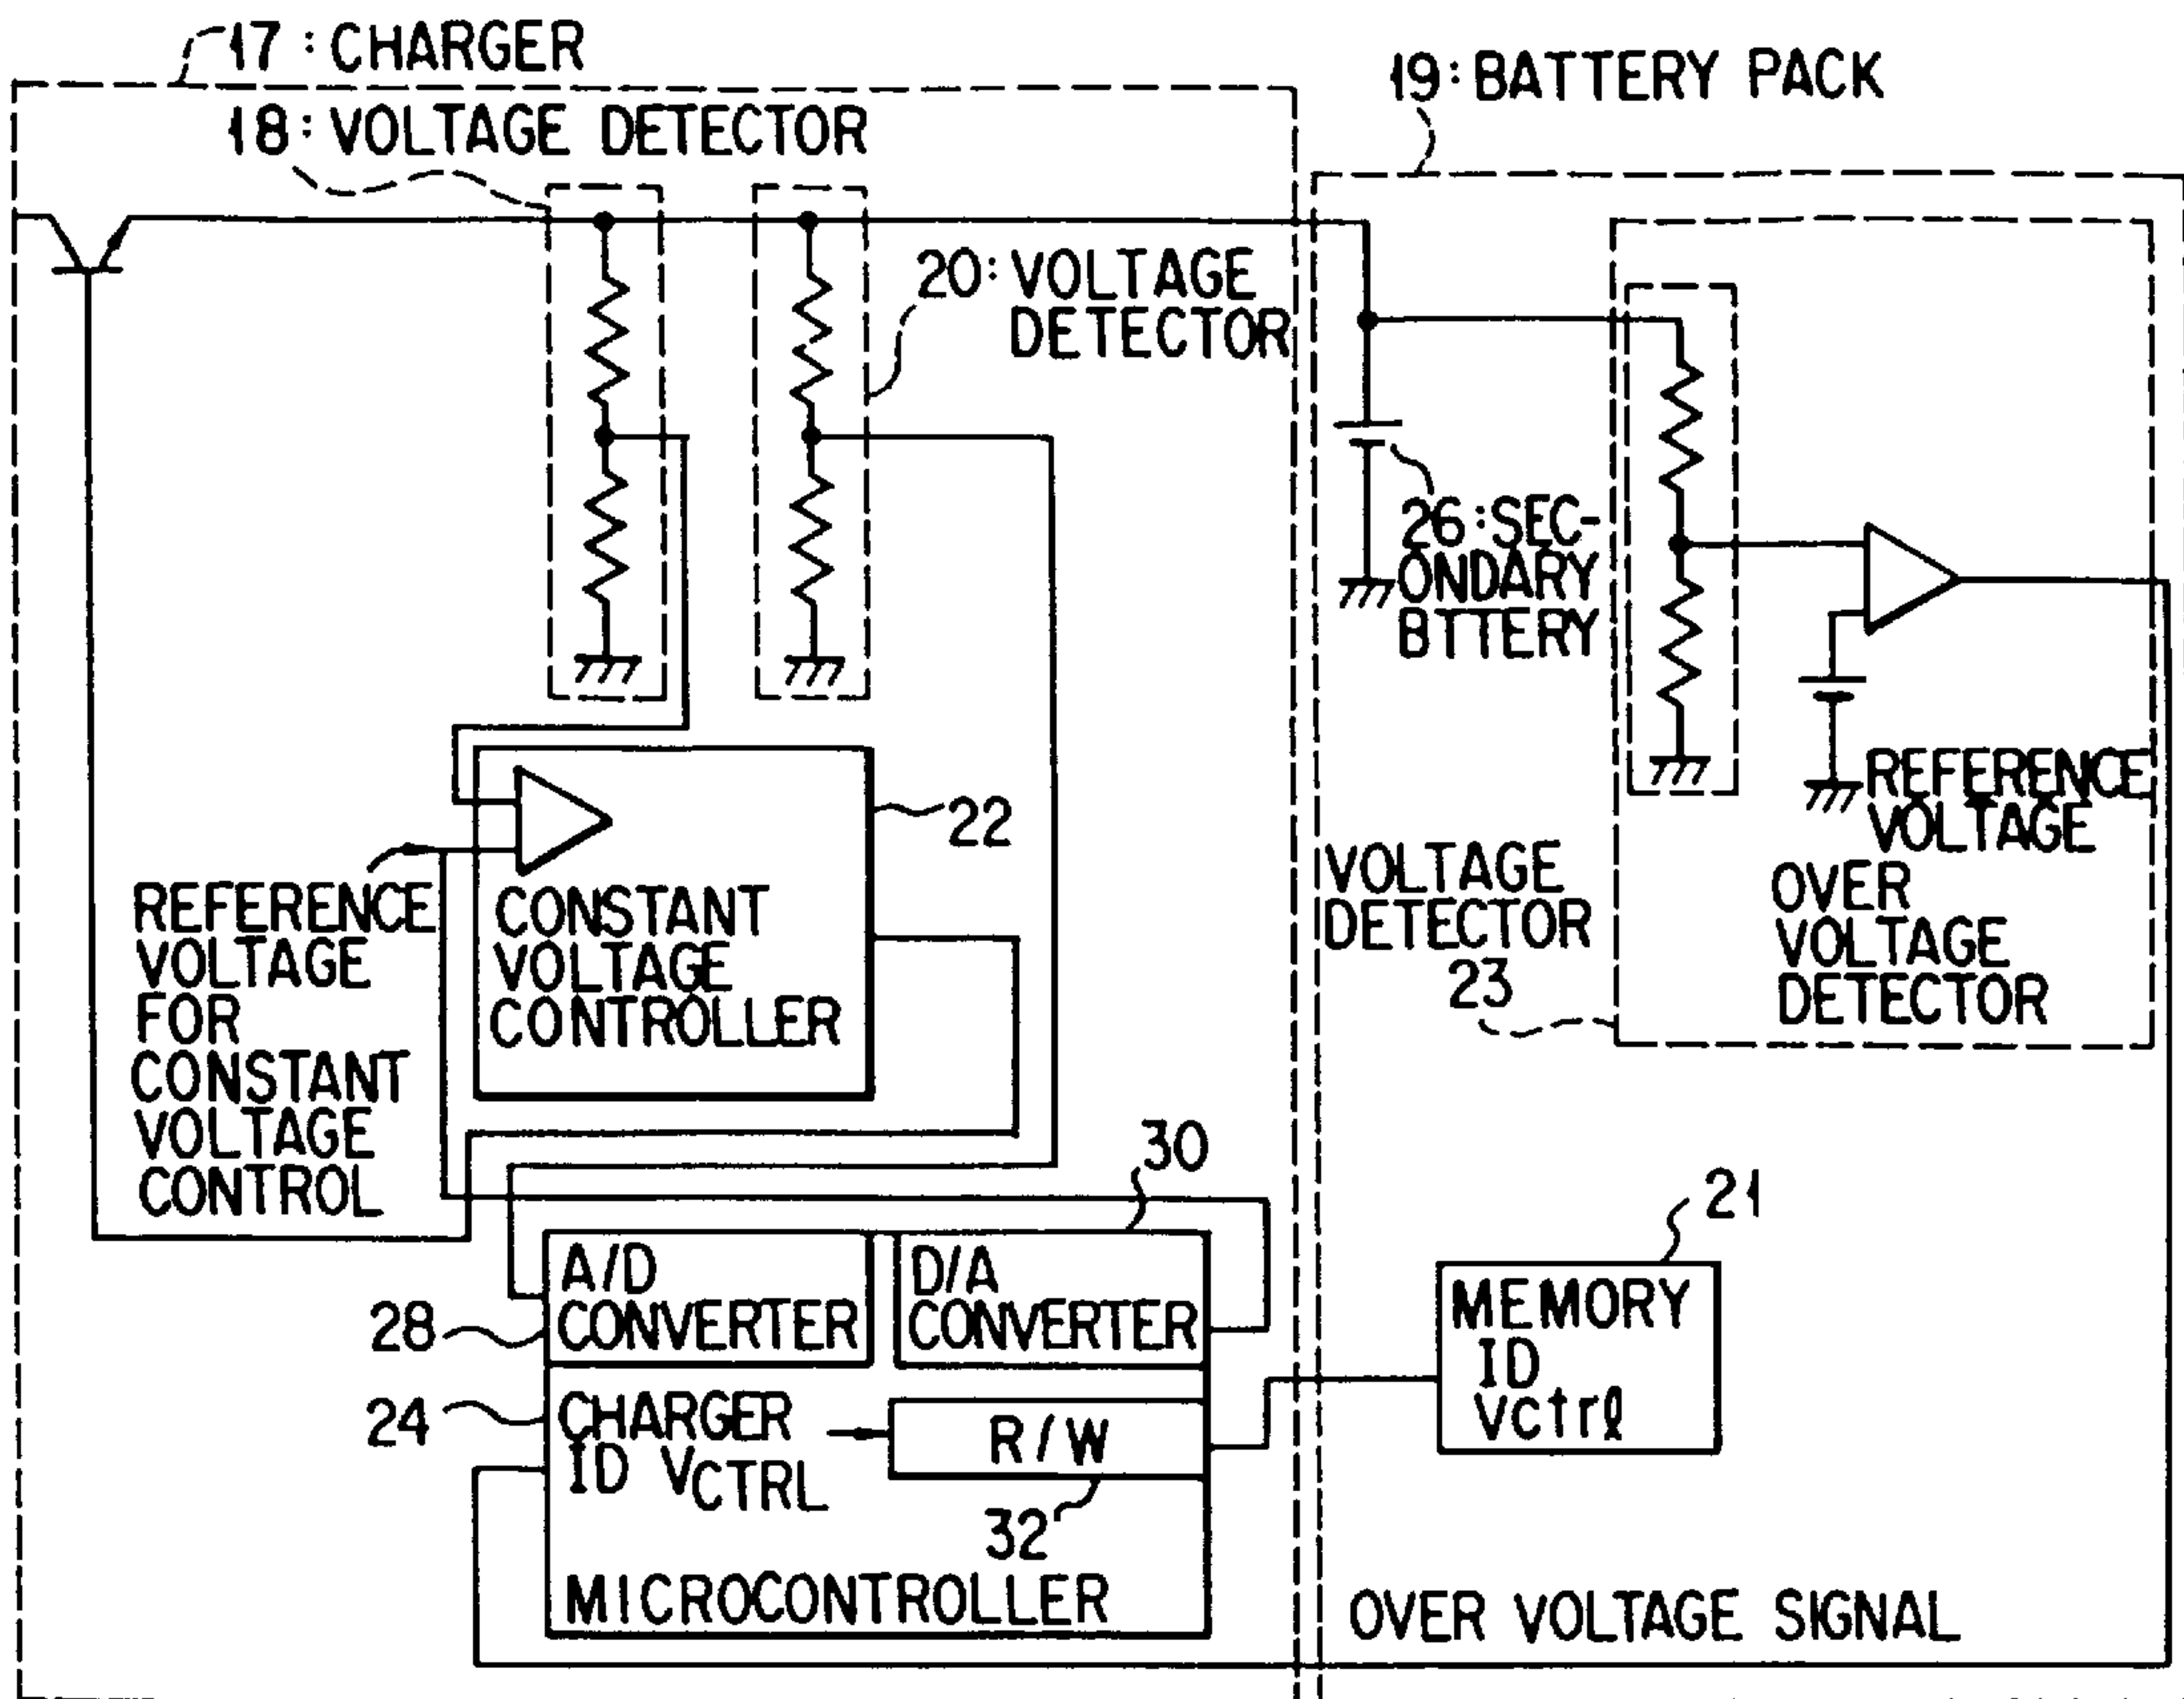 17 : CHARGER
19 : BATTERY PACK
18 : VOLTAGE DETECTOR
20 : VOLTAGE
DETECTOR
26 : SEC-
ONDARY
BTTERY
REFERENCE
VOLTAGE
22
REFERENCE
VOLTAGE
FOR
CONSTANT
VOLTAGE
CONTROL
CONSTANT
VOLTAGE
CONTROLLER
VOLTAGE
DETECTOR
23
OVER
VOLTAGE
DETECTOR
30
21
A/D
CONVERTER
D/A
CONVERTER
28
MEMORY
ID
Vctrl
24
CHARGER
ID VCTRL
R/W
32
MICROCONTROLLER
OVER VOLTAGE SIGNAL